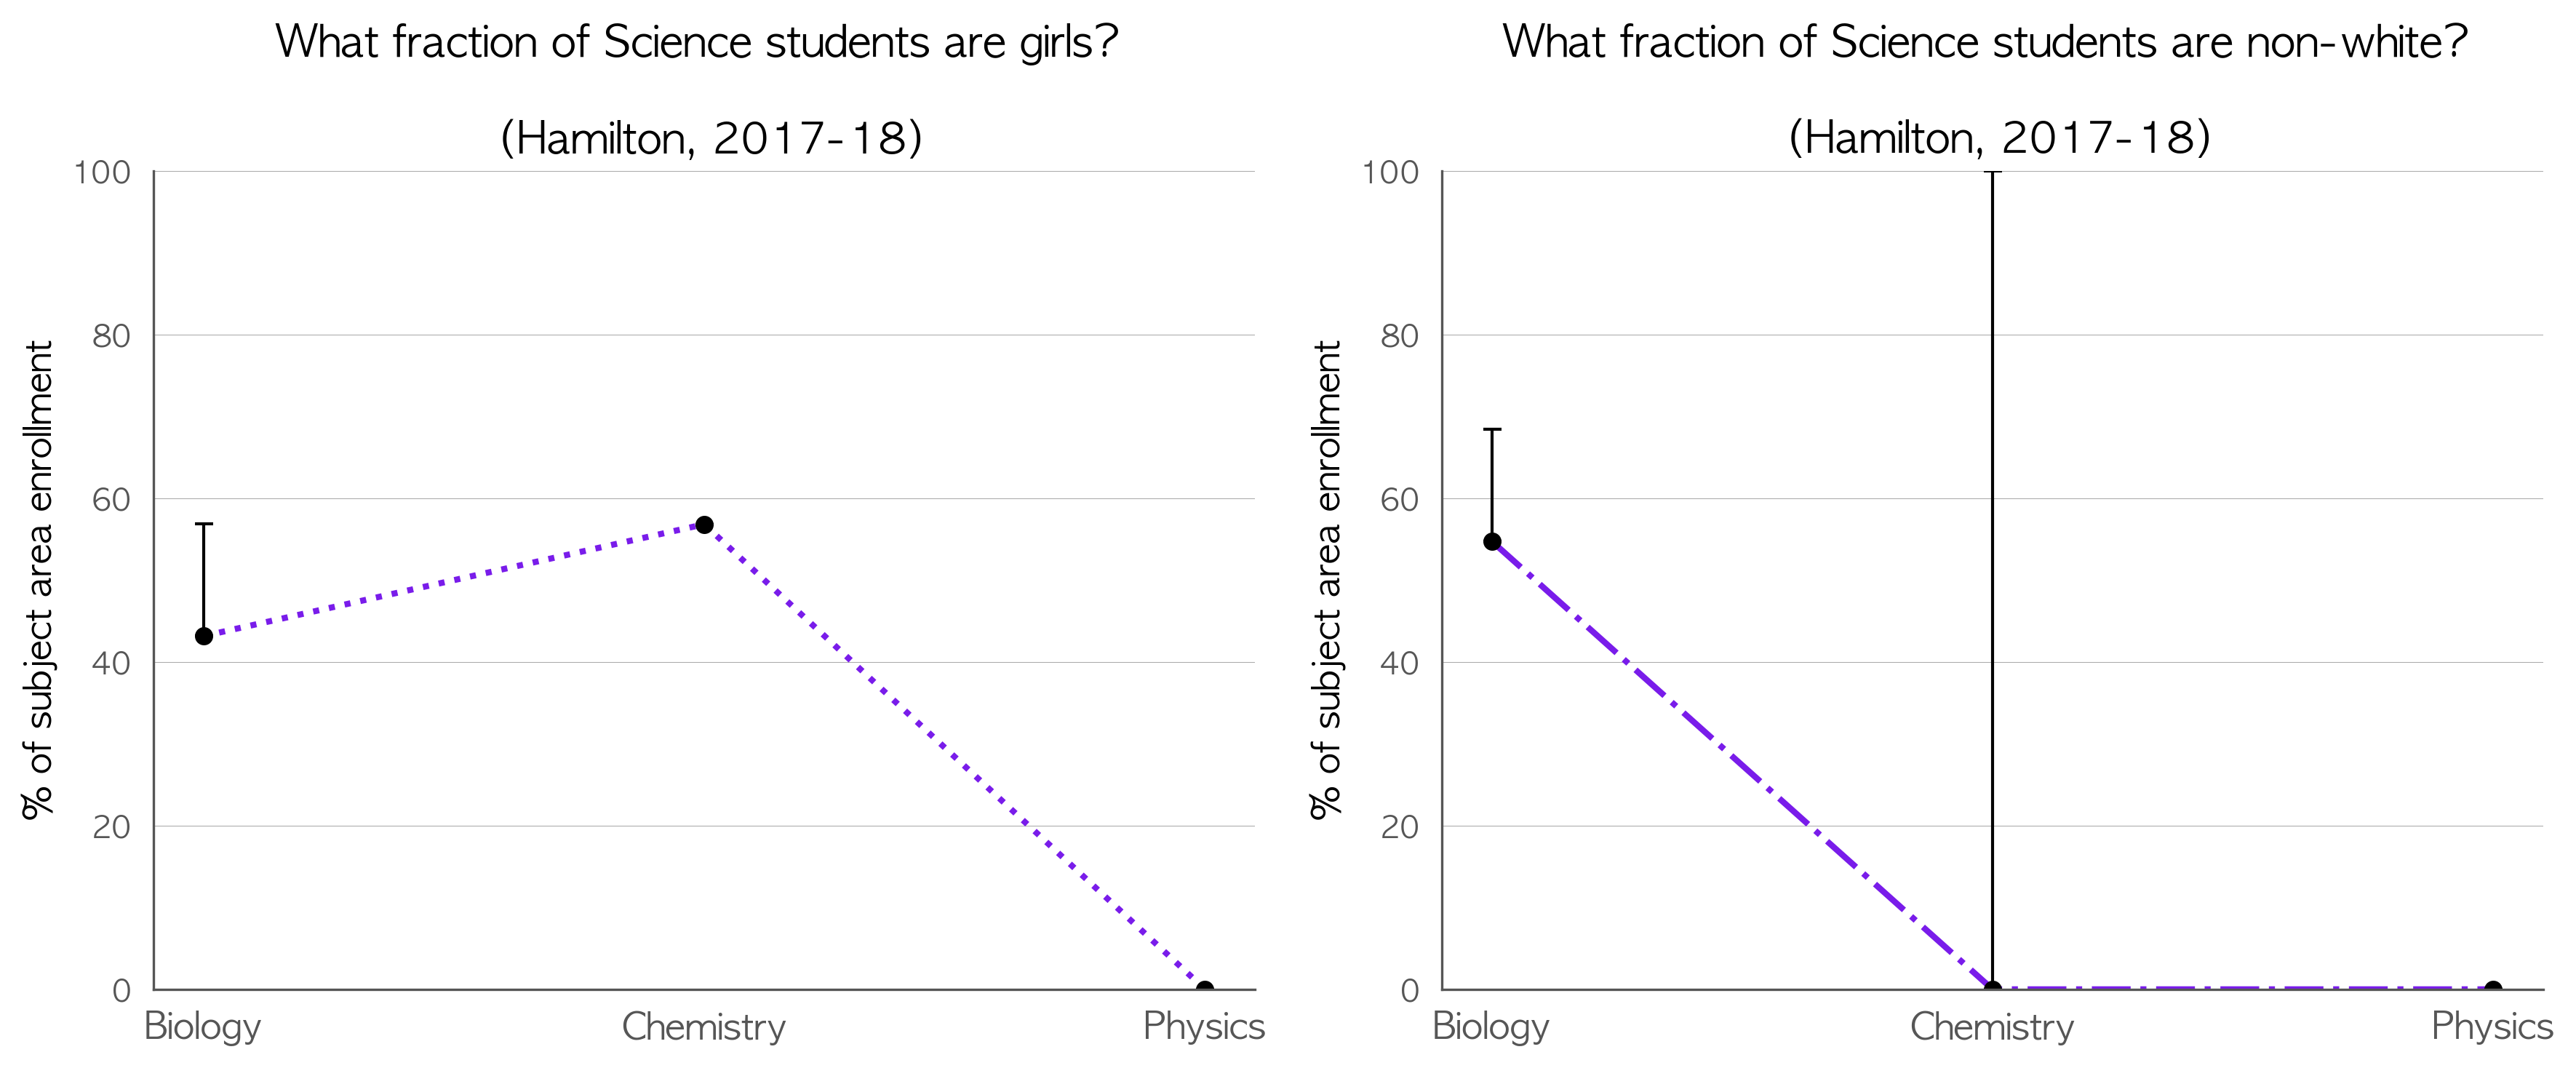 What fraction of Science students are girls?
(Hamilton, 2017-18)
100
80
60
40
20
0
% of subject area enrollment
Biology
Chemistry
Physics
What fraction of Science students are non-white?
(Hamilton, 2017-18)
100
80
60
40
20
0
% of subject area enrollment
Biology
Chemistry
Physics